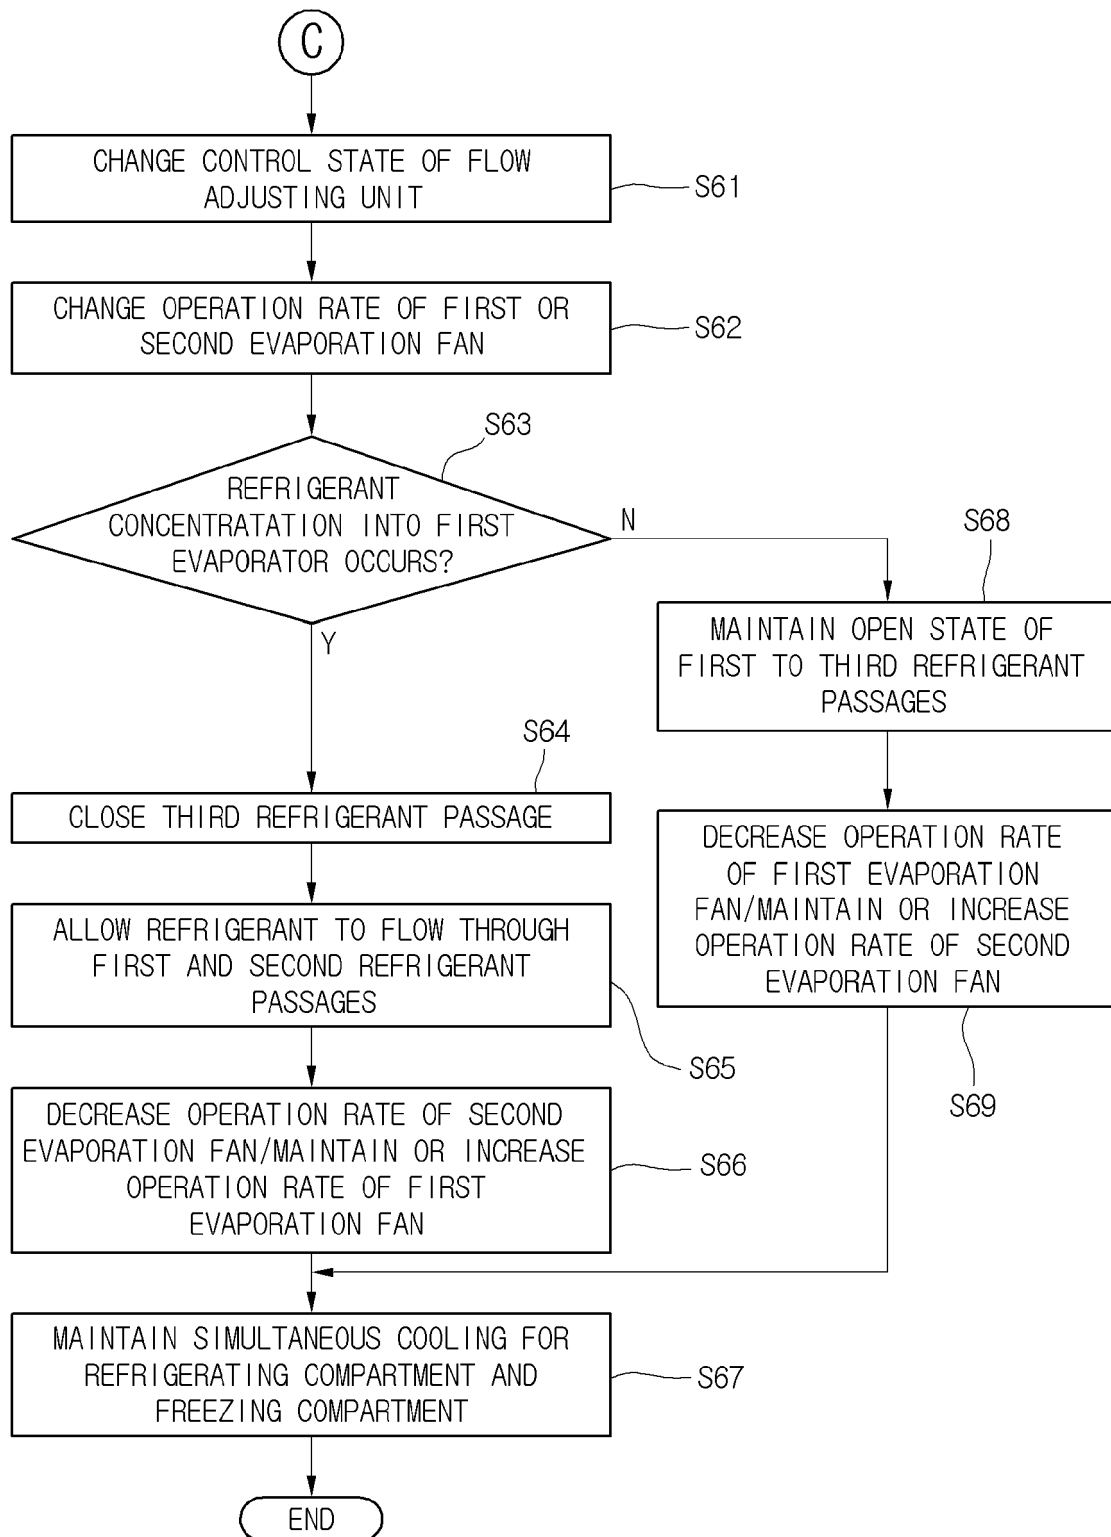 C
CHANGE CONTROL STATE OF FLOW
ADJUSTING UNIT
S61
CHANGE OPERATION RATE OF FIRST OR
SECOND EVAPORATION FAN
S62
S63
REFRIGERANT
CONCENTRATATION INTO FIRST
EVAPORATOR OCCURS?
N
Y
S68
MAINTAIN OPEN STATE OF
FIRST TO THIRD REFRIGERANT
PASSAGES
S64
CLOSE THIRD REFRIGERANT PASSAGE
DECREASE OPERATION RATE
OF FIRST EVAPORATION
FAN/MAINTAIN OR INCREASE
OPERATION RATE OF SECOND
EVAPORATION FAN
S69
ALLOW REFRIGERANT TO FLOW THROUGH
FIRST AND SECOND REFRIGERANT
PASSAGES
S65
DECREASE OPERATION RATE OF SECOND
EVAPORATION FAN/MAINTAIN OR INCREASE
OPERATION RATE OF FIRST
EVAPORATION FAN
S66
MAINTAIN SIMULTANEOUS COOLING FOR
REFRIGERATING COMPARTMENT AND
FREEZING COMPARTMENT
S67
END